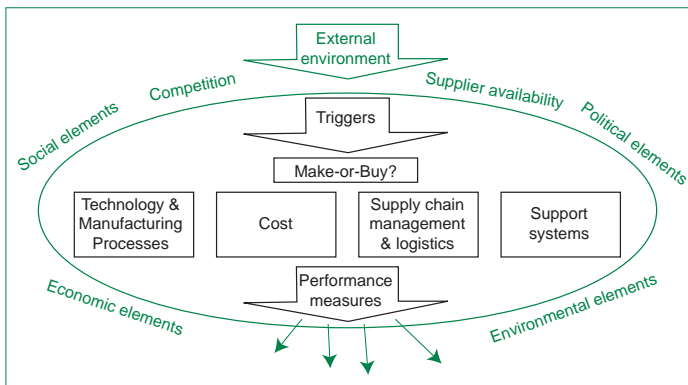 External
environment
Competition
Supplier availability
Social elements
Political elements
Triggers
Make-or-Buy?
Technology &
Manufacturing
Processes
Cost
Supply chain
management
& logistics
Support
systems
Performance
measures
Economic elements
Environmental elements